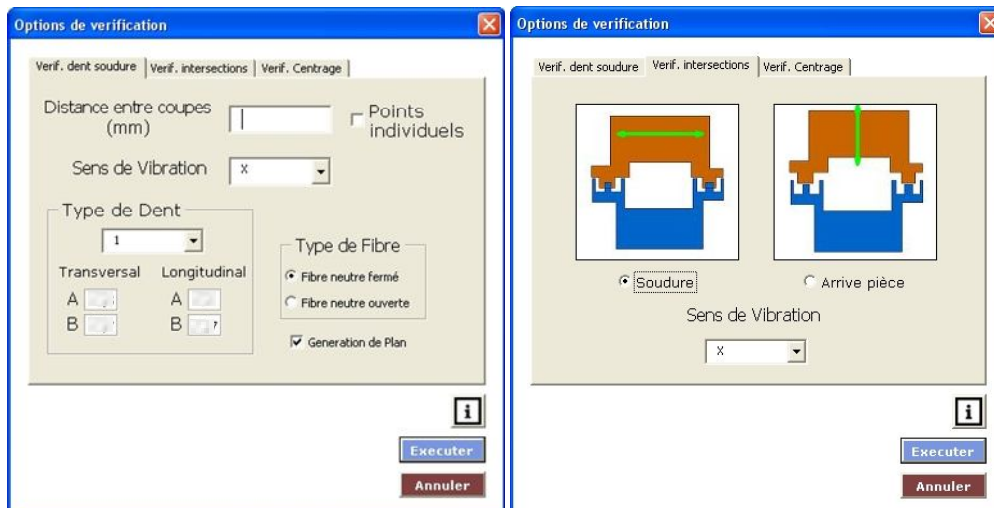 Options de verification
Verif. dent soudure Verif. intersections Verif. Centrage
Distance entre coupes
(mm)
Points
individuels
Sens de Vibration X
Type de Dent
1
Transversal Longitudinal
A A
B B
Type de Fibre
Fibre neutre fermé
Fibre neutre ouverte
Generation de Plan
i
Executer
Annuler
Options de verification
Verif. dent soudure Verif. intersections Verif. Centrage
Soudure Arrive pièce
Sens de Vibration
X
i
Executer
Annuler